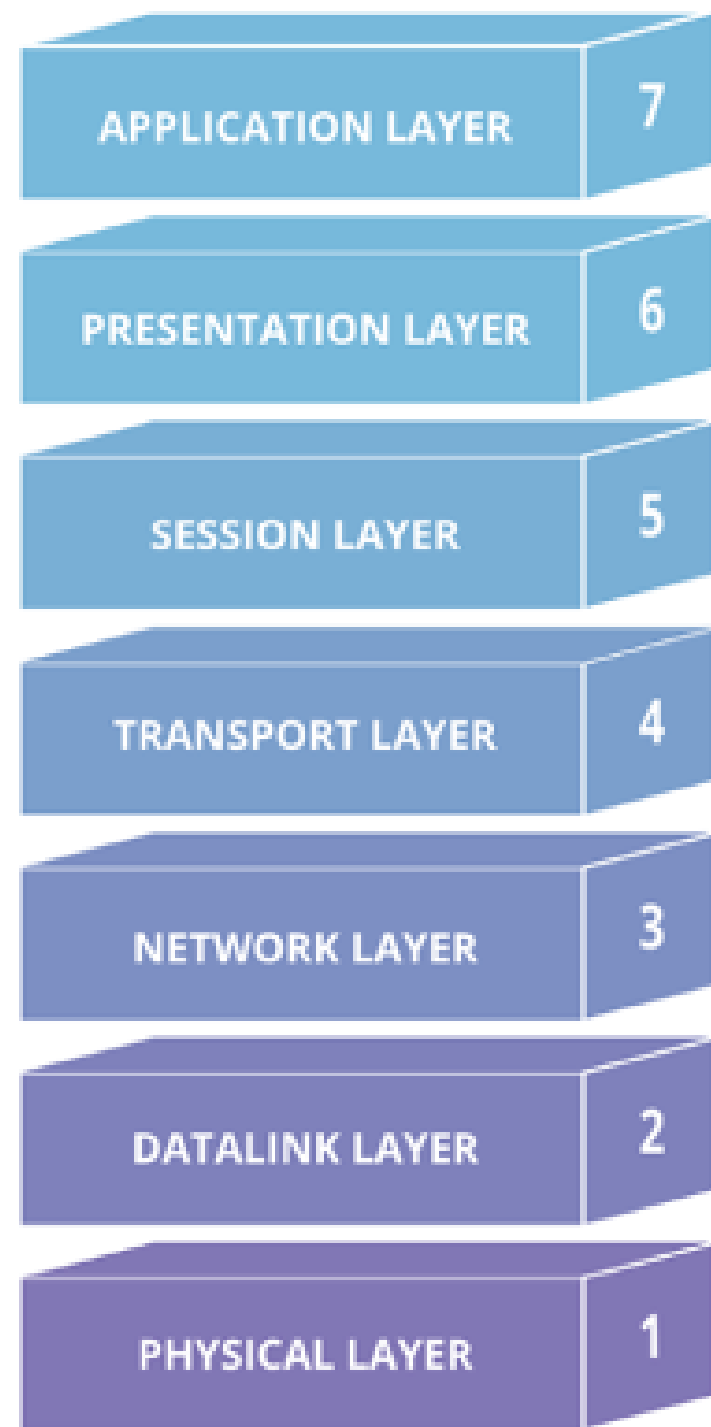 APPLICATION LAYER 7
PRESENTATION LAYER 6
SESSION LAYER 5
TRANSPORT LAYER 4
NETWORK LAYER 3
DATALINK LAYER 2
PHYSICAL LAYER 1